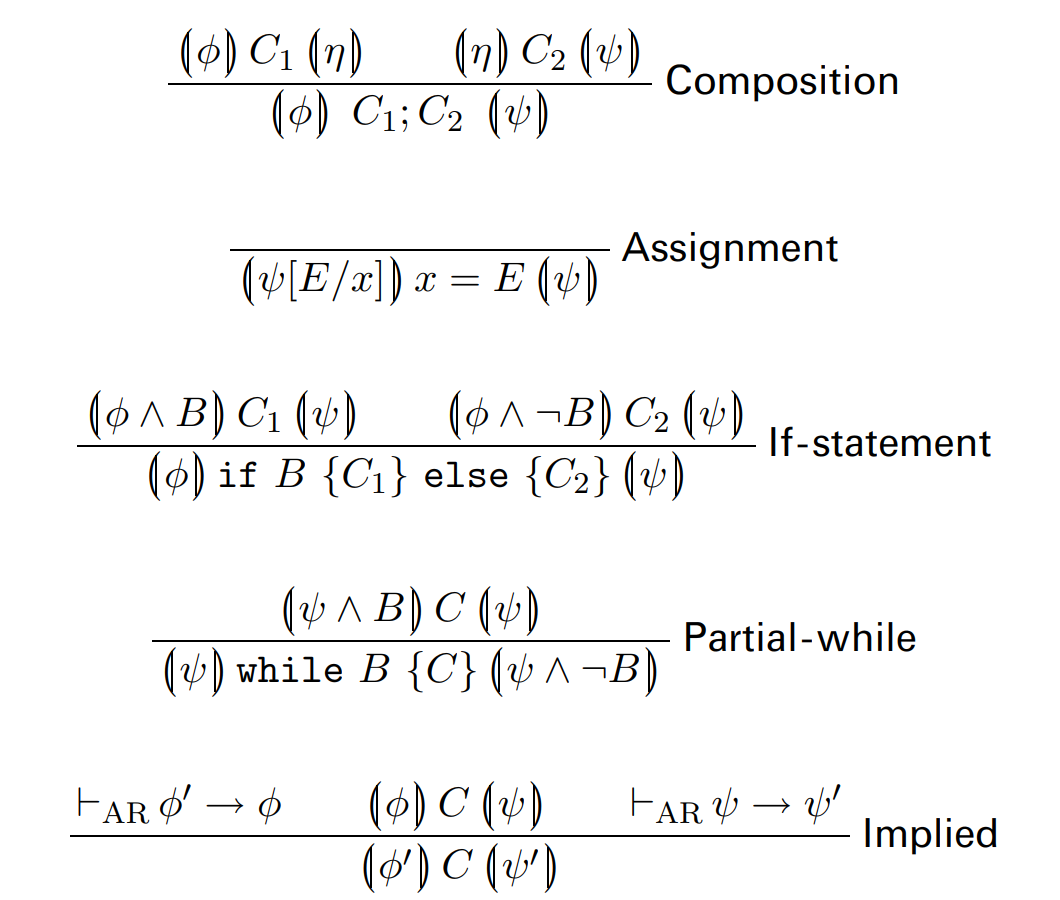 ⦇ϕ⦈ C₁ ⦇η⦈ ⦇η⦈ C₂ ⦇ψ⦈
Composition
⦇ϕ⦈ C₁; C₂ ⦇ψ⦈
Assignment
⦇ψ[E/x]⦈ x = E ⦇ψ⦈
⦇ϕ ∧ B⦈ C₁ ⦇ψ⦈ ⦇ϕ ∧ ¬B⦈ C₂ ⦇ψ⦈
If-statement
⦇ϕ⦈ if B {C₁} else {C₂} ⦇ψ⦈
⦇ψ ∧ B⦈ C ⦇ψ⦈
Partial-while
⦇ψ⦈ while B {C} ⦇ψ ∧ ¬B⦈
⊢AR ϕ′ → ϕ ⦇ϕ⦈ C ⦇ψ⦈ ⊢AR ψ → ψ′
Implied
⦇ϕ′⦈ C ⦇ψ′⦈